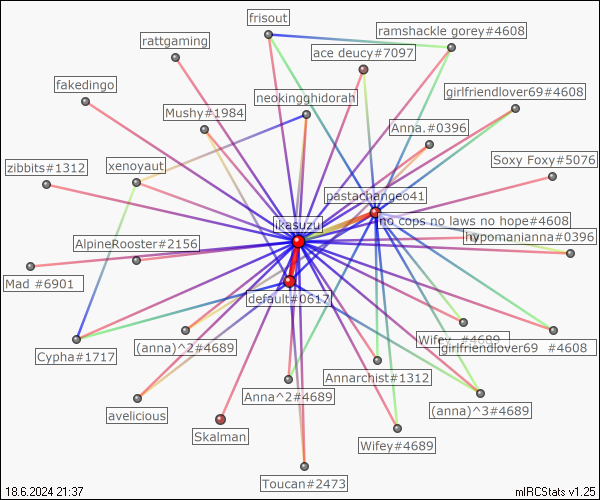 frisout
ramshackle gorey#4608
rattgaming
ace deucy#7097
fakedingo
neokingghidorah
girlfriendlover69#4608
Mushy#1984
Anna.#0396
zibbits#1312
xenoyaut
Soxy Foxy#5076
pastachangeo41
ikasuzu
no cops no laws no hope#4608
hypomanianna#0396
AlpineRooster#2156
Mad #6901
default#0617
Cypha#1717
(anna)^2#4689
Wifey_ #4689
girlfriendlover69 #4608
Annarchist#1312
Anna^2#4689
avelicious
(anna)^3#4689
Skalman
Wifey#4689
Toucan#2473
18.6.2024 21:37
mIRCStats v1.25